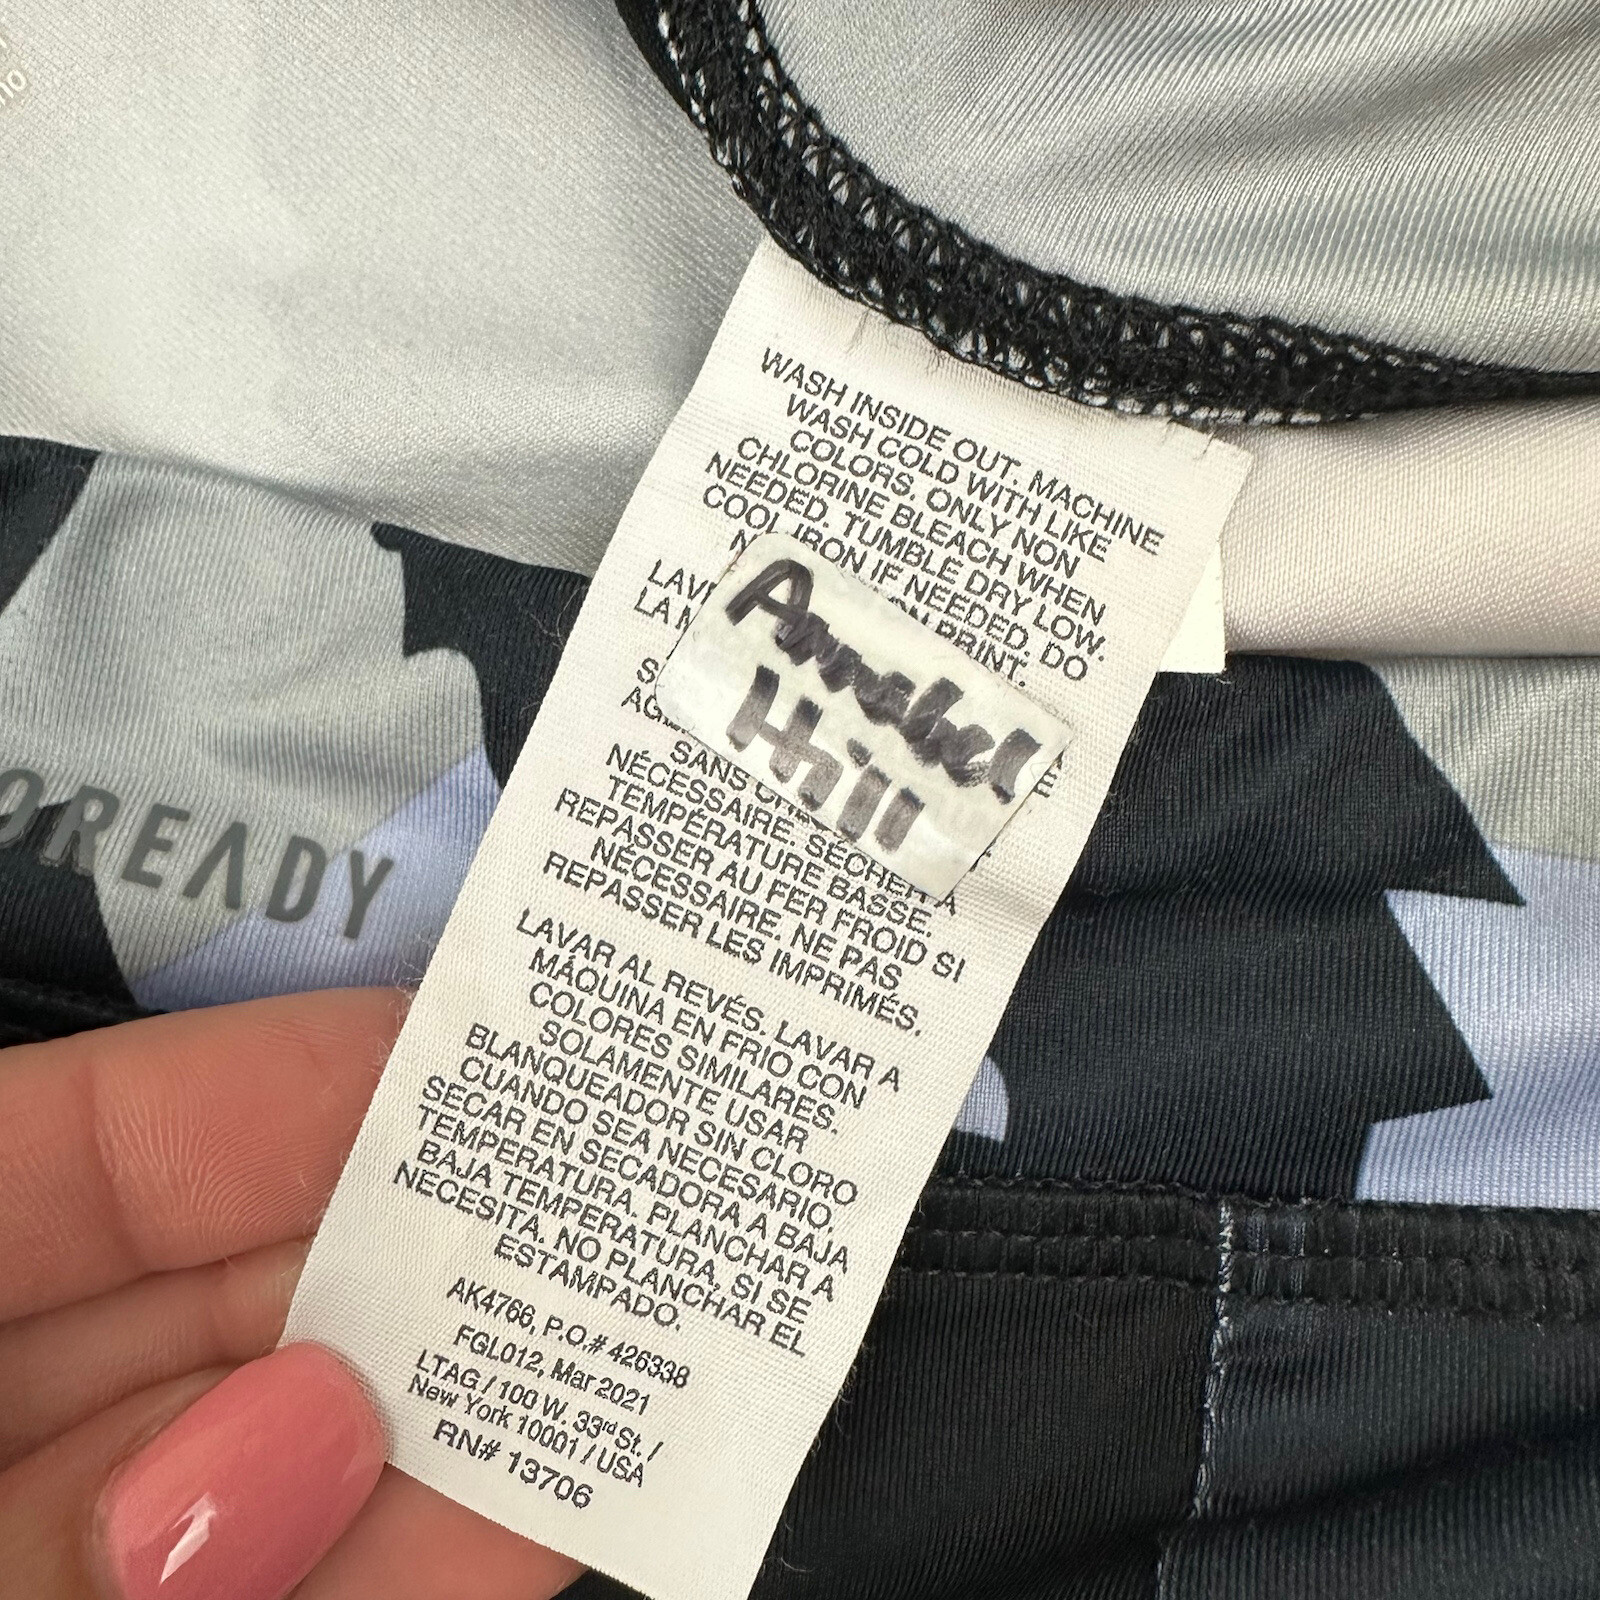 WASH INSIDE OUT. MACHINE
WASH COLD WITH LIKE
COLORS. ONLY NON
CHLORINE BLEACH WHEN
NEEDED. TUMBLE DRY LOW.
COOL IRON IF NEEDED. DO
PRINT.
Annabel
Hill
SANS
NÉCESSAIRE. SÉCHER À
TEMPÉRATURE BASSE.
REPASSER AU FER FROID SI
NÉCESSAIRE. NE PAS
REPASSER LES IMPRIMÉS.
LAVAR AL REVÉS. LAVAR A
MÁQUINA EN FRIO CON
COLORES SIMILARES.
SOLAMENTE USAR
BLANQUEADOR SIN CLORO
CUANDO SEA NECESARIO,
SECAR EN SECADORA A BAJA
TEMPERATURA. PLANCHAR A
BAJA TEMPERATURA, SI SE
NECESITA. NO PLANCHAR EL
ESTAMPADO.
AK4766, P.O.# 426338
FGL012, Mar 2021
LTAG / 100 W. 33rd St. /
New York 10001 / USA
RN# 13706
OREADY